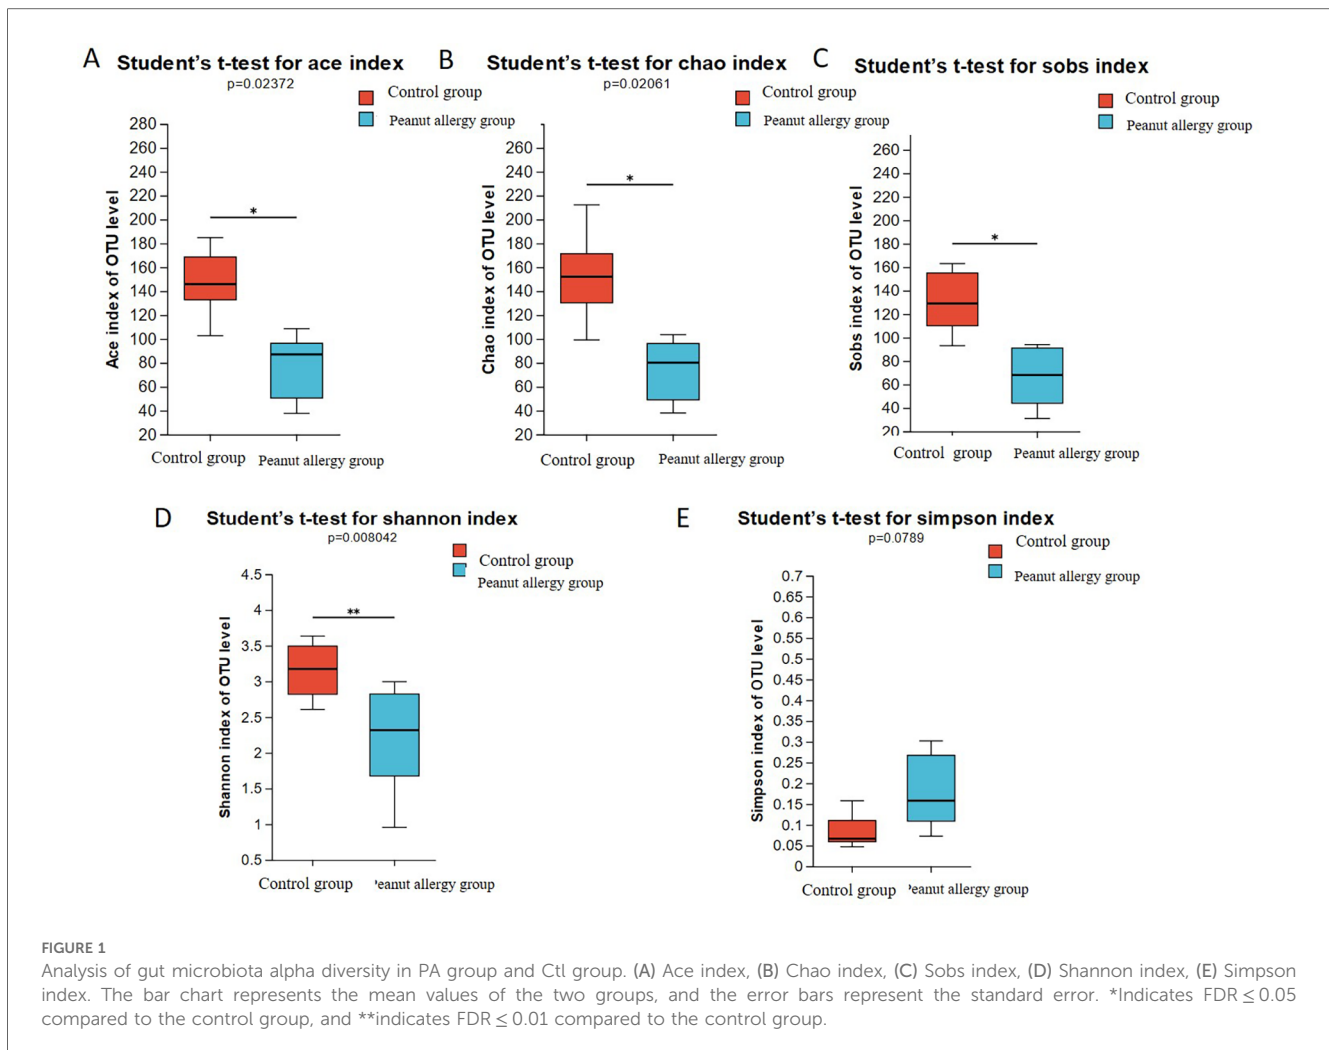 A Student's t-test for ace index
p=0.02372
Control group
Peanut allergy group
280
260
240
220
200
180
160
140
120
100
80
60
40
20
Ace index of OTU level
*
Control group
Peanut allergy group
B Student's t-test for chao index
p=0.02061
Control group
Peanut allergy group
260
240
220
200
180
160
140
120
100
80
60
40
20
Chao index of OTU level
*
Control group
Peanut allergy group
C Student's t-test for sobs index
Control group
Peanut allergy group
260
240
220
200
180
160
140
120
100
80
60
40
20
Sobs index of OTU level
*
Control group
Peanut allergy group
D Student's t-test for shannon index
p=0.008042
Control group
Peanut allergy group
4.5
4
3.5
3
2.5
2
1.5
1
0.5
Shannon index of OTU level
**
Control group
Peanut allergy group
E Student's t-test for simpson index
p=0.0789
Control group
Peanut allergy group
0.7
0.65
0.6
0.55
0.5
0.45
0.4
0.35
0.3
0.25
0.2
0.15
0.1
0.05
0
Simpson index of OTU level
Control group
Peanut allergy group
FIGURE 1
Analysis of gut microbiota alpha diversity in PA group and Ctl group. (A) Ace index, (B) Chao index, (C) Sobs index, (D) Shannon index, (E) Simpson
index. The bar chart represents the mean values of the two groups, and the error bars represent the standard error. *Indicates FDR ≤ 0.05
compared to the control group, and **indicates FDR ≤ 0.01 compared to the control group.